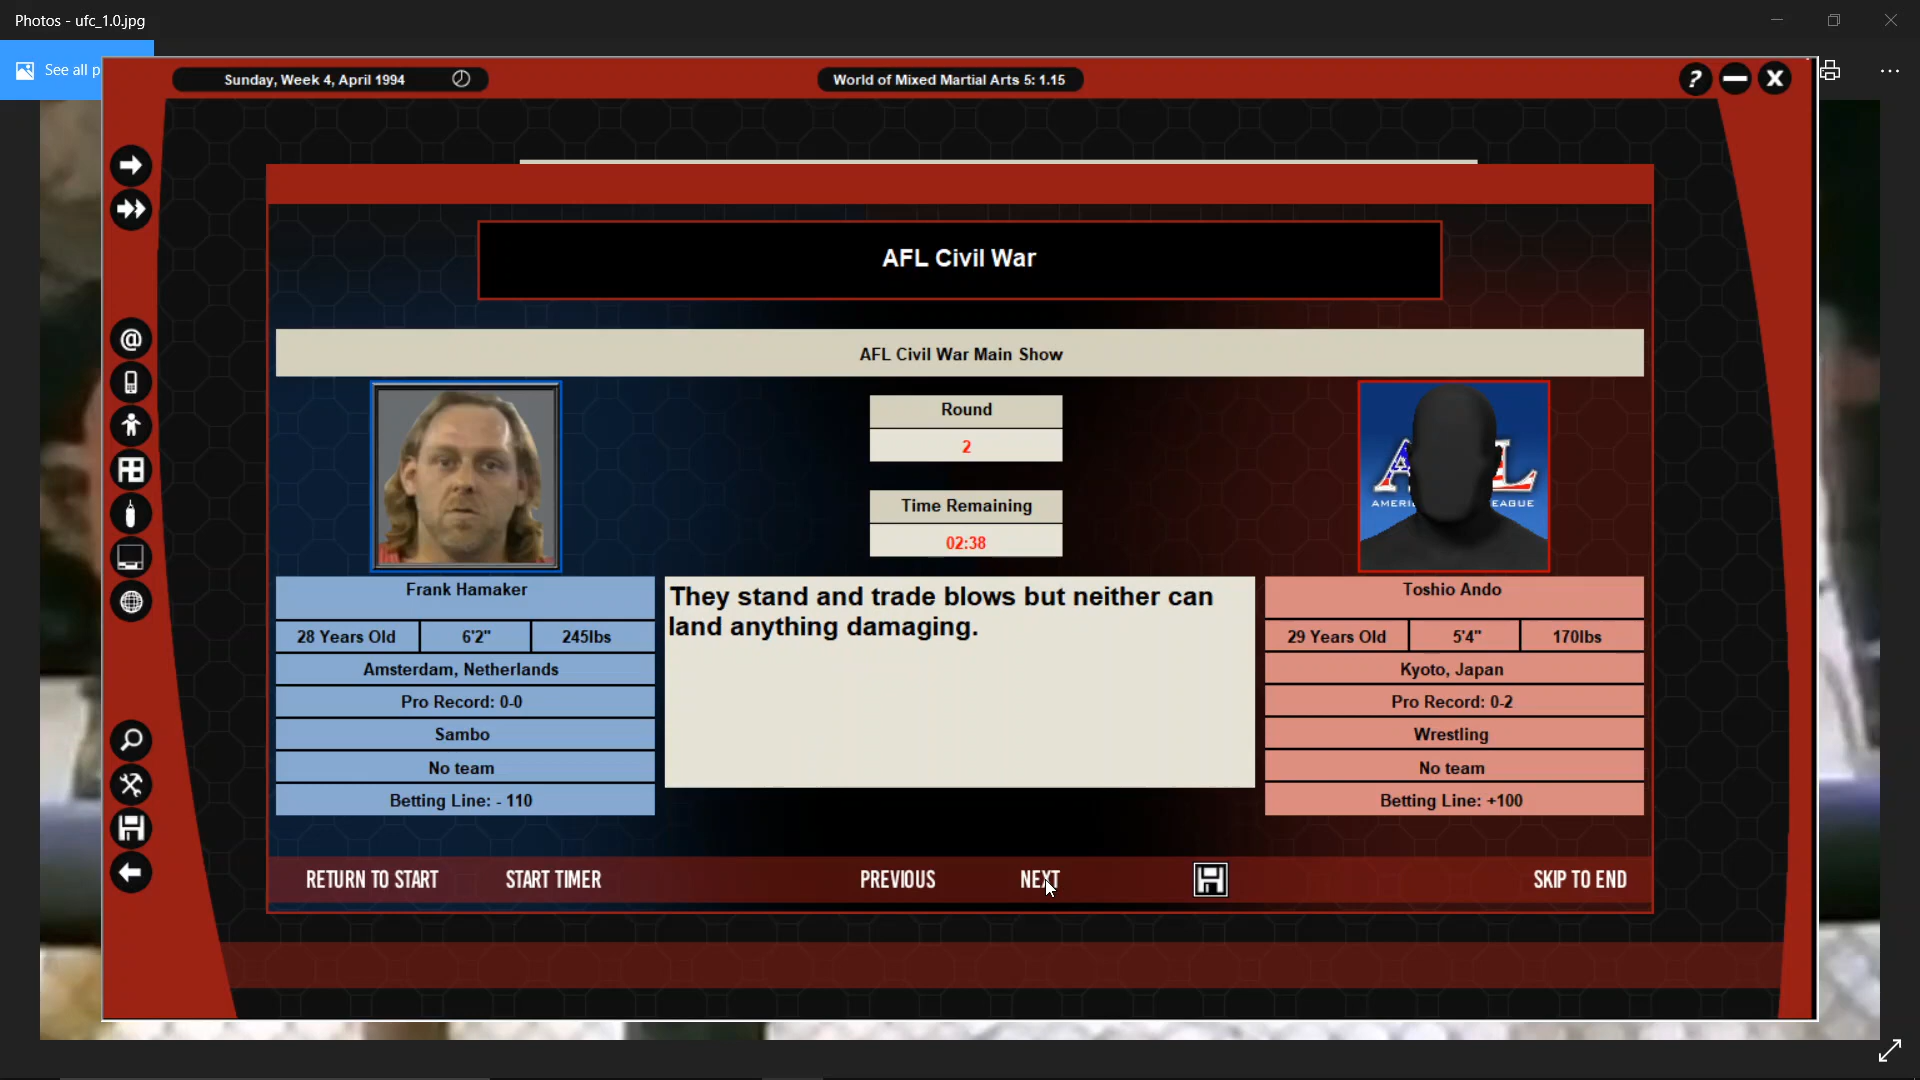 Photos - ufc_1.0.jpg
See all p
Sunday, Week 4, April 1994
World of Mixed Martial Arts 5: 1.15
?
AFL Civil War
AFL Civil War Main Show
Round
2
Time Remaining
02:38
AMERI EAGUE
Frank Hamaker
28 Years Old 6'2" 245lbs
Amsterdam, Netherlands
Pro Record: 0-0
Sambo
No team
Betting Line: - 110
They stand and trade blows but neither can
land anything damaging.
Toshio Ando
29 Years Old 5'4" 170lbs
Kyoto, Japan
Pro Record: 0-2
Wrestling
No team
Betting Line: +100
RETURN TO START START TIMER PREVIOUS NEXT SKIP TO END